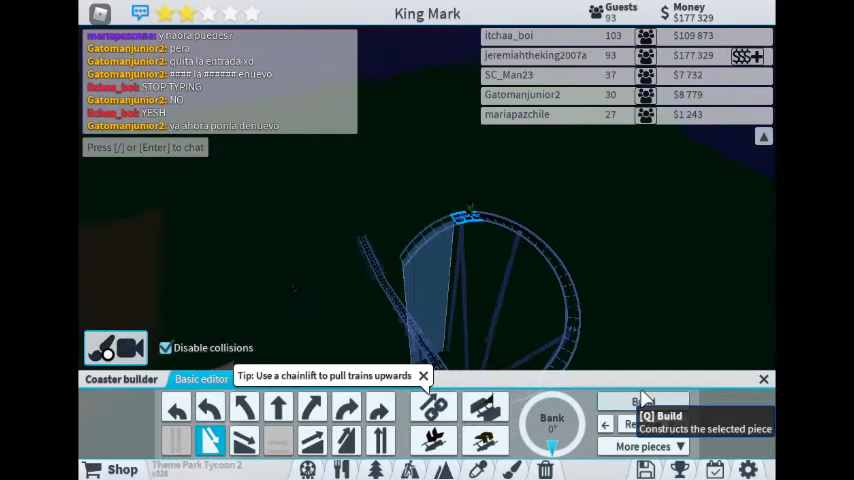 King Mark
Guests
93
Money
$177 329
mariapazchile: y haora puedes?
Gatomanjunior2: pera
Gatomanjunior2: quita la entrada xd
Gatomanjunior2: #### la ###### enuevo
itchaa_boi: STOP TYPING
Gatomanjunior2: NO
itchaa_boi: YESH
Gatomanjunior2: ya ahora ponla denuevo
Press [/] or [Enter] to chat
itchaa_boi 103 $109 873
jeremiahtheking2007a 93 $177 329 $$$+
SC_Man23 37 $7 732
Gatomanjunior2 30 $8 779
mariapazchile 27 $1 243
Disable collisions
Coaster builder
Basic editor
Tip: Use a chainlift to pull trains upwards
Bank
0°
[Q] Build
Constructs the selected piece
More pieces
Shop
Theme Park Tycoon 2
v326